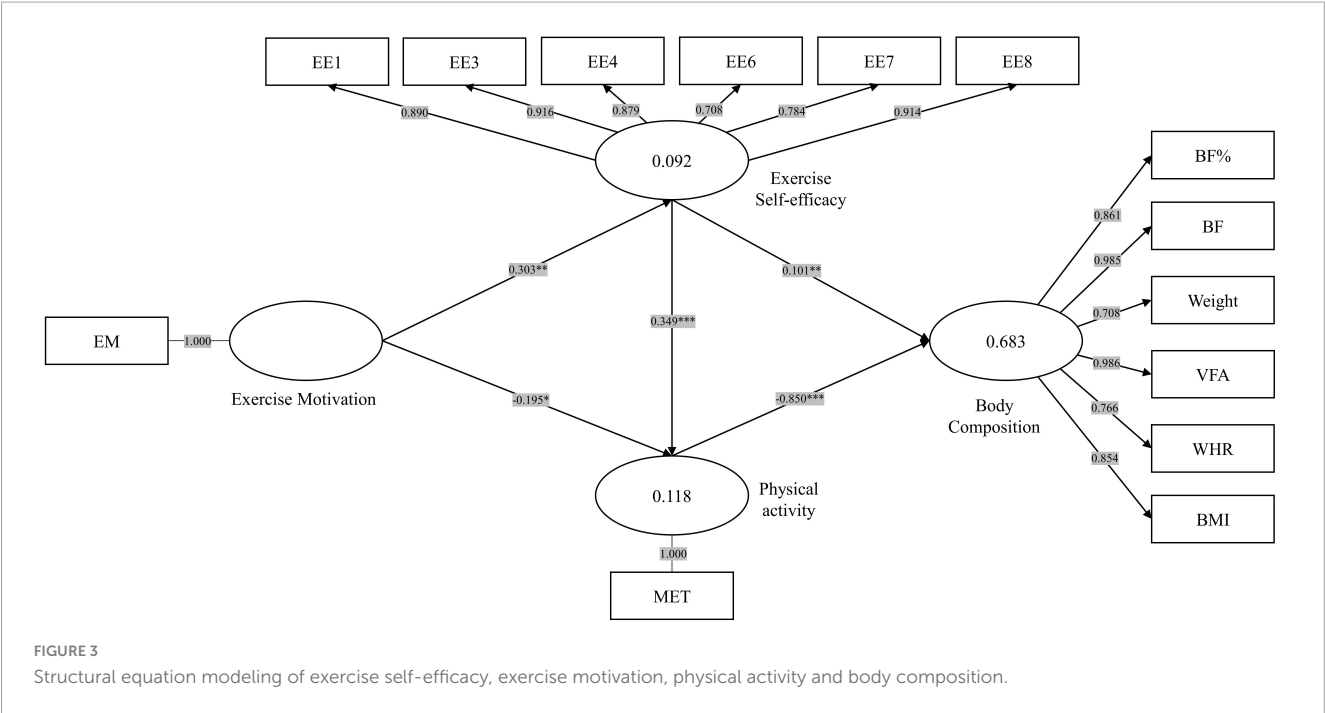 EE1
EE3
EE4
EE6
EE7
EE8
0.890
0.916
0.879
0.708
0.784
0.914
0.092
Exercise
Self-efficacy
BF%
BF
Weight
VFA
WHR
BMI
0.861
0.985
0.708
0.986
0.766
0.854
0.303**
0.101**
0.349***
EM
1.000
Exercise Motivation
0.683
Body
Composition
-0.195*
-0.850***
0.118
Physical
activity
1.000
MET
FIGURE 3
Structural equation modeling of exercise self-efficacy, exercise motivation, physical activity and body composition.